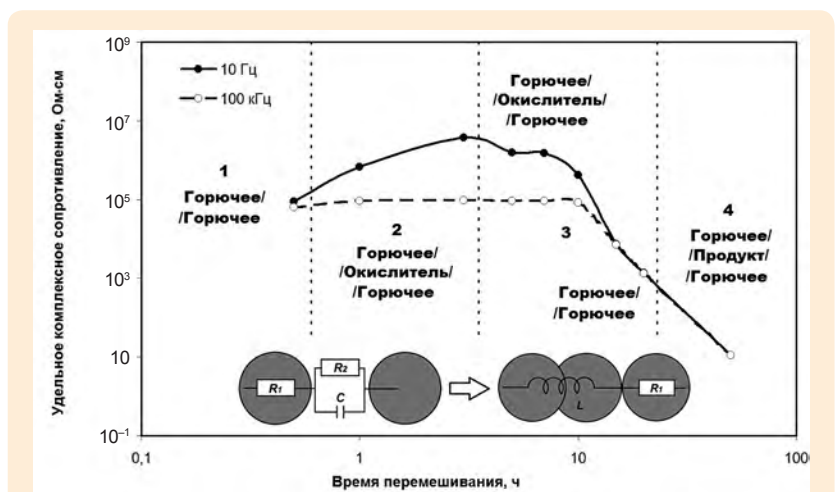 Удельное комплексное сопротивление, Ом-см
10⁹
10⁷
10⁵
10³
10
10⁻¹
10 Гц
100 кГц
1
Горючее/
/Горючее
2
Горючее/
/Окислитель/
/Горючее
Горючее/
/Окислитель/
/Горючее
3
Горючее/
/Горючее
4
Горючее/
/Продукт/
/Горючее
R₁
R₂
C
L
R₁
0,1
1
10
100
Время перемешивания, ч